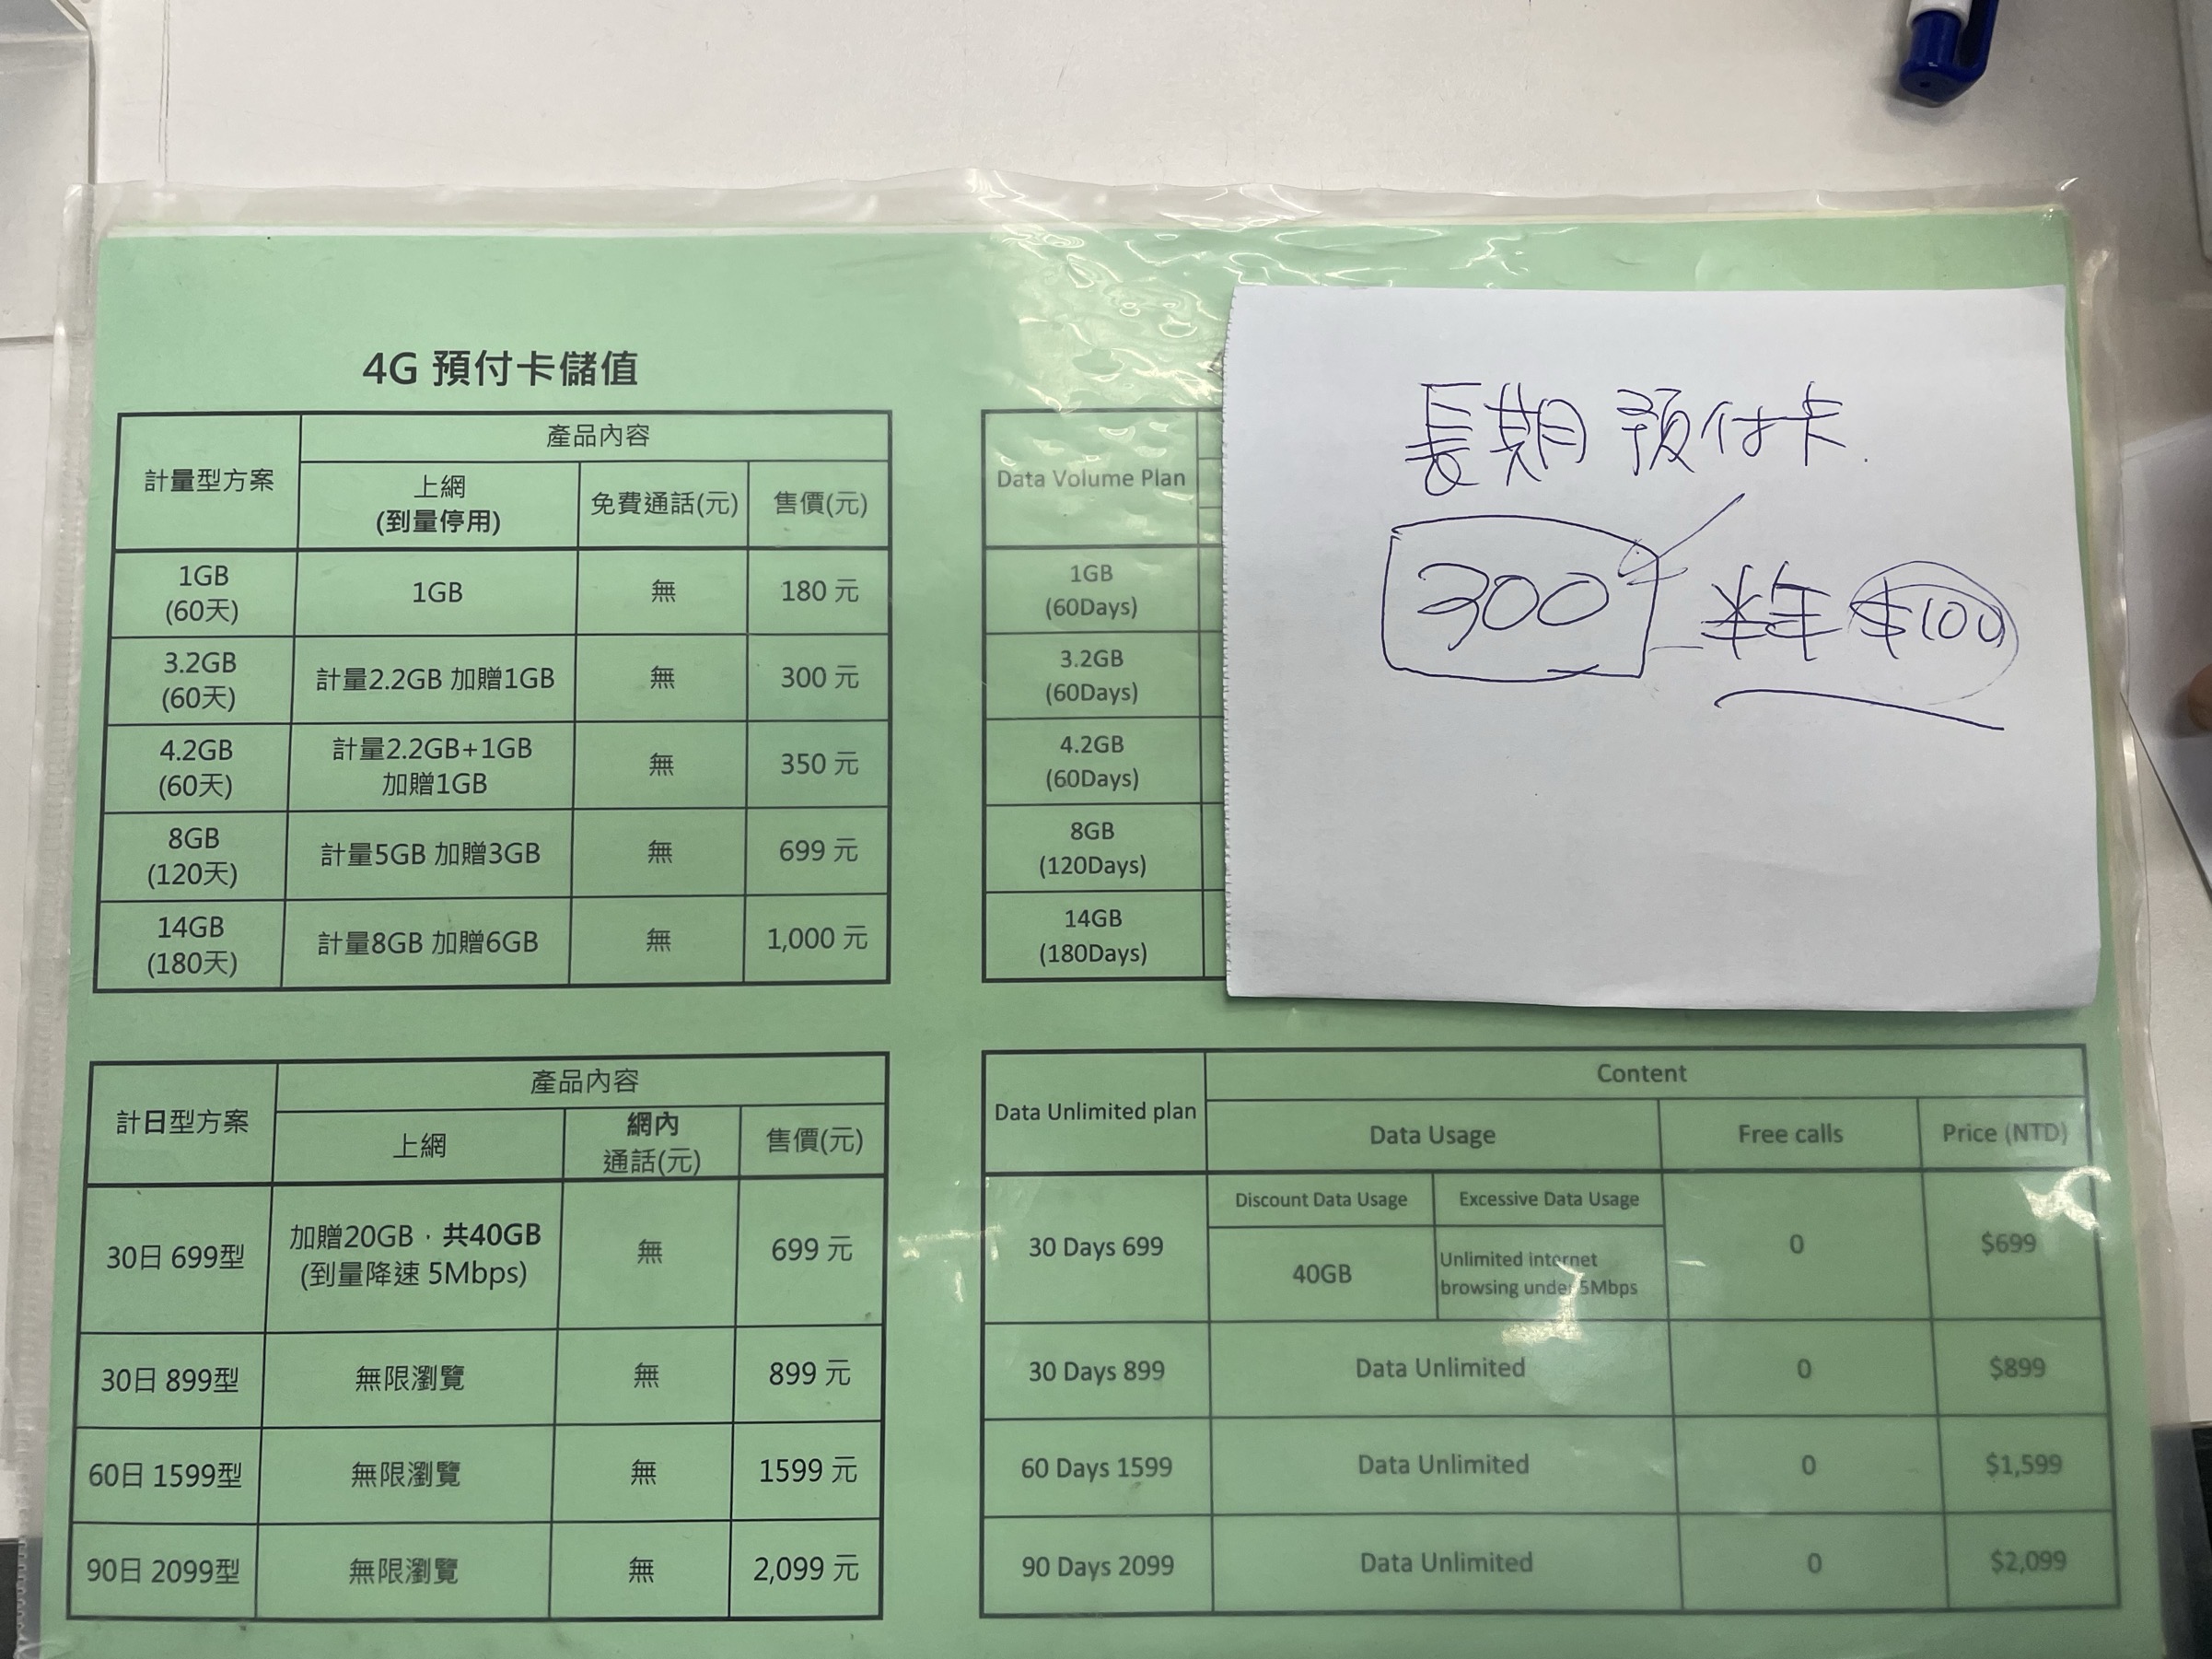 4G 預付卡儲值
計量型方案
產品內容
上網
(到量停用)
免費通話(元)
售價(元)
1GB
(60天)
1GB
無
180 元
3.2GB
(60天)
計量2.2GB 加贈1GB
無
300 元
4.2GB
(60天)
計量2.2GB+1GB
加贈1GB
無
350 元
8GB
(120天)
計量5GB 加贈3GB
無
699 元
14GB
(180天)
計量8GB 加贈6GB
無
1,000 元
Data Volume Plan
1GB
(60Days)
3.2GB
(60Days)
4.2GB
(60Days)
8GB
(120Days)
14GB
(180Days)
長期 預付卡
300
半年 $100
計日型方案
產品內容
上網
網內
通話(元)
售價(元)
30日 699型
加贈20GB，共40GB
(到量降速 5Mbps)
無
699 元
30日 899型
無限瀏覽
無
899 元
60日 1599型
無限瀏覽
無
1599 元
90日 2099型
無限瀏覽
無
2,099 元
Data Unlimited plan
Content
Data Usage
Free calls
Price (NTD)
30 Days 699
Discount Data Usage
Excessive Data Usage
40GB
Unlimited internet
browsing under 5Mbps
0
$699
30 Days 899
Data Unlimited
0
$899
60 Days 1599
Data Unlimited
0
$1,599
90 Days 2099
Data Unlimited
0
$2,099